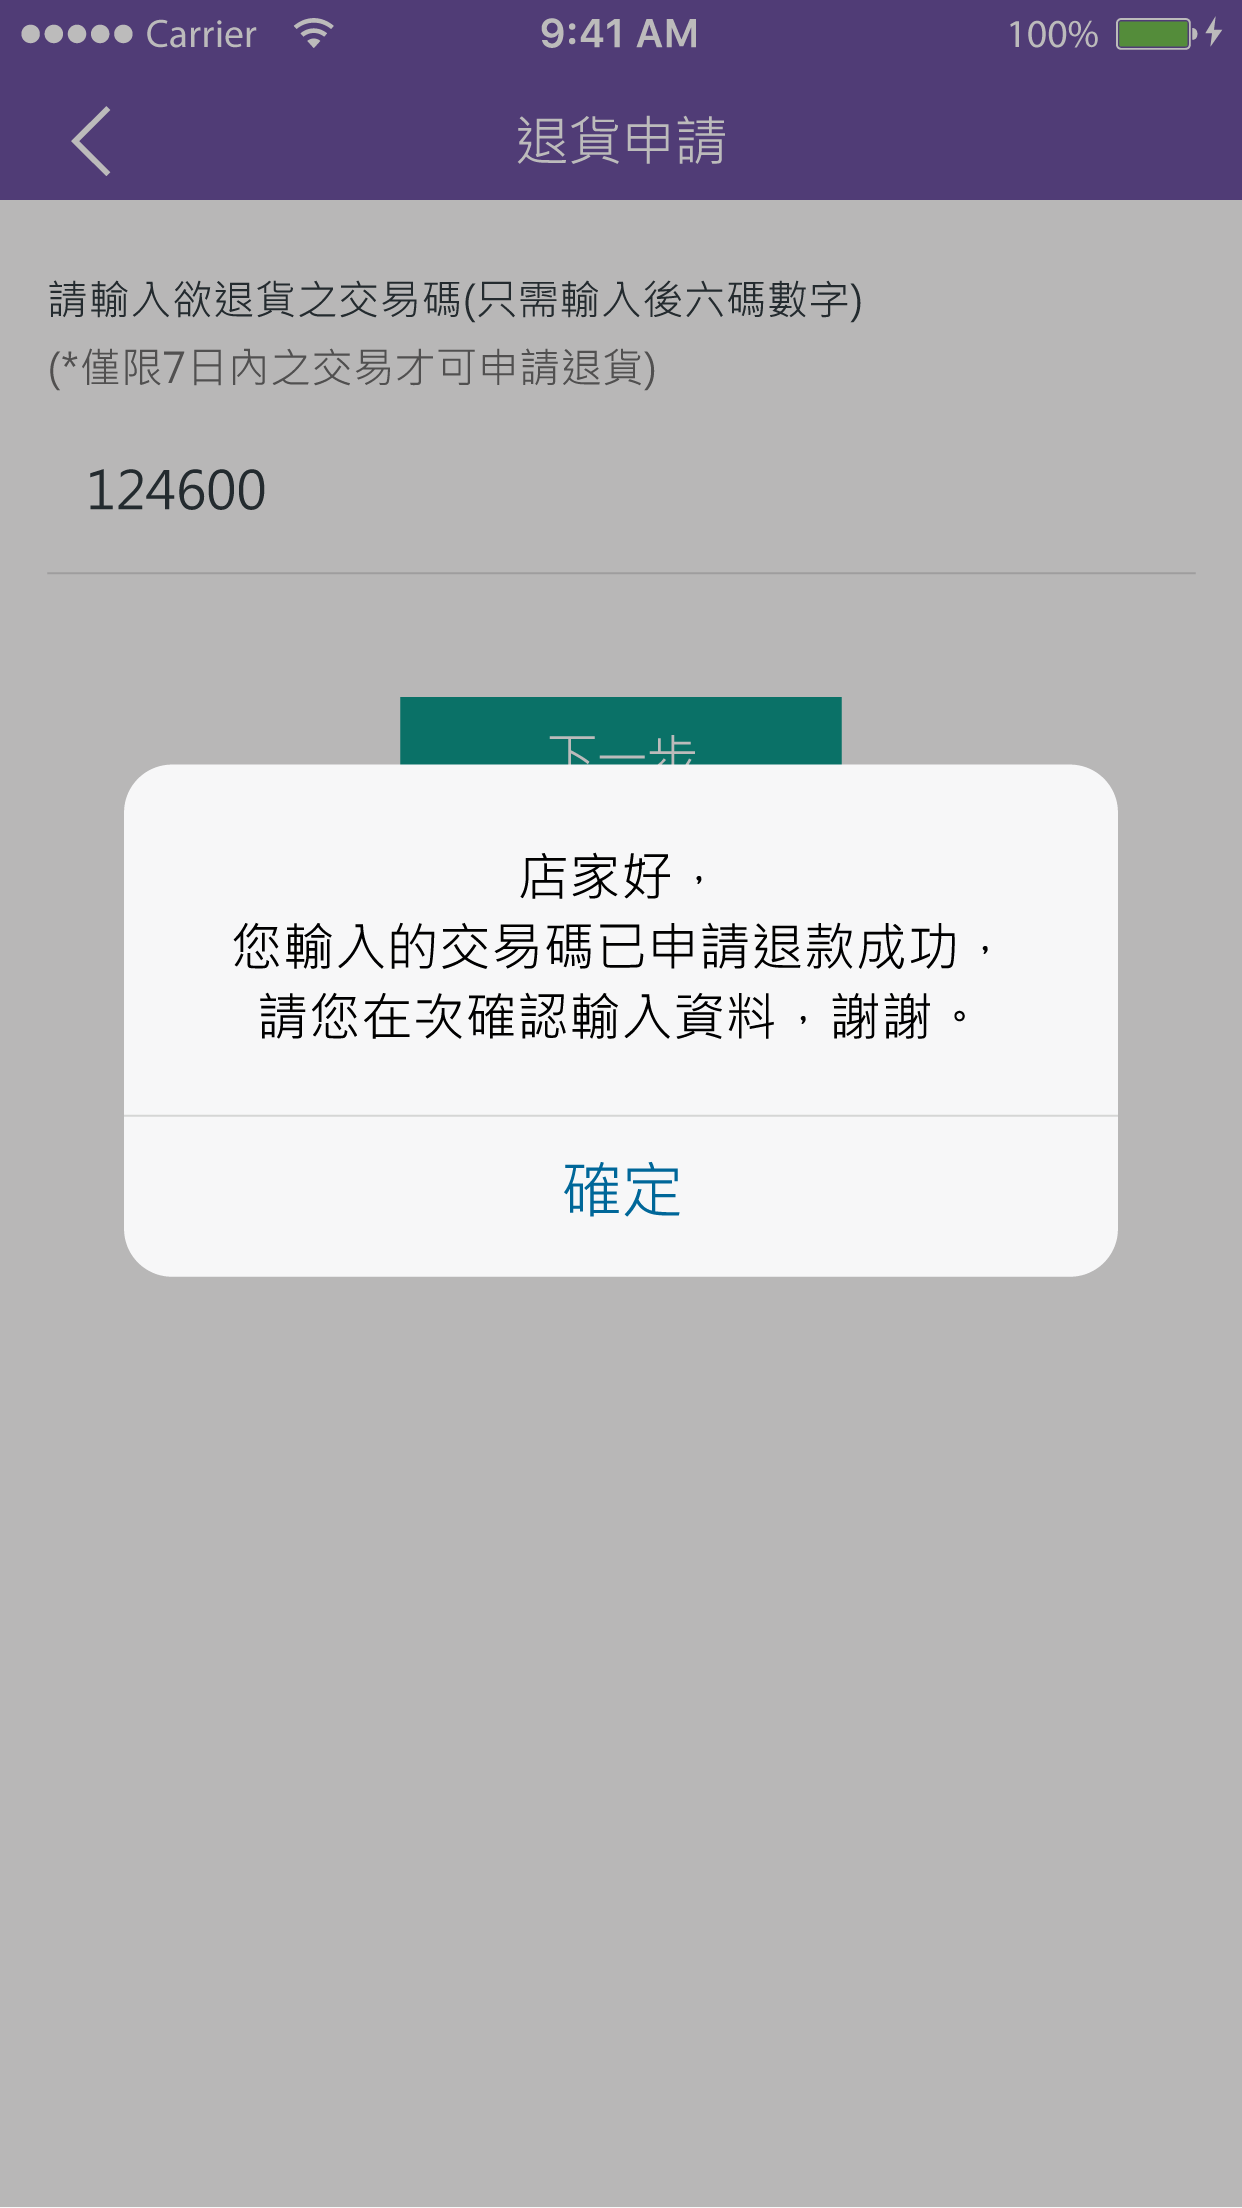 Carrier 9:41 AM 100%
退貨申請
請輸入欲退貨之交易碼(只需輸入後六碼數字)
(*僅限7日內之交易才可申請退貨)
124600
下一步
店家好，
您輸入的交易碼已申請退款成功，
請您在次確認輸入資料，謝謝。
確定